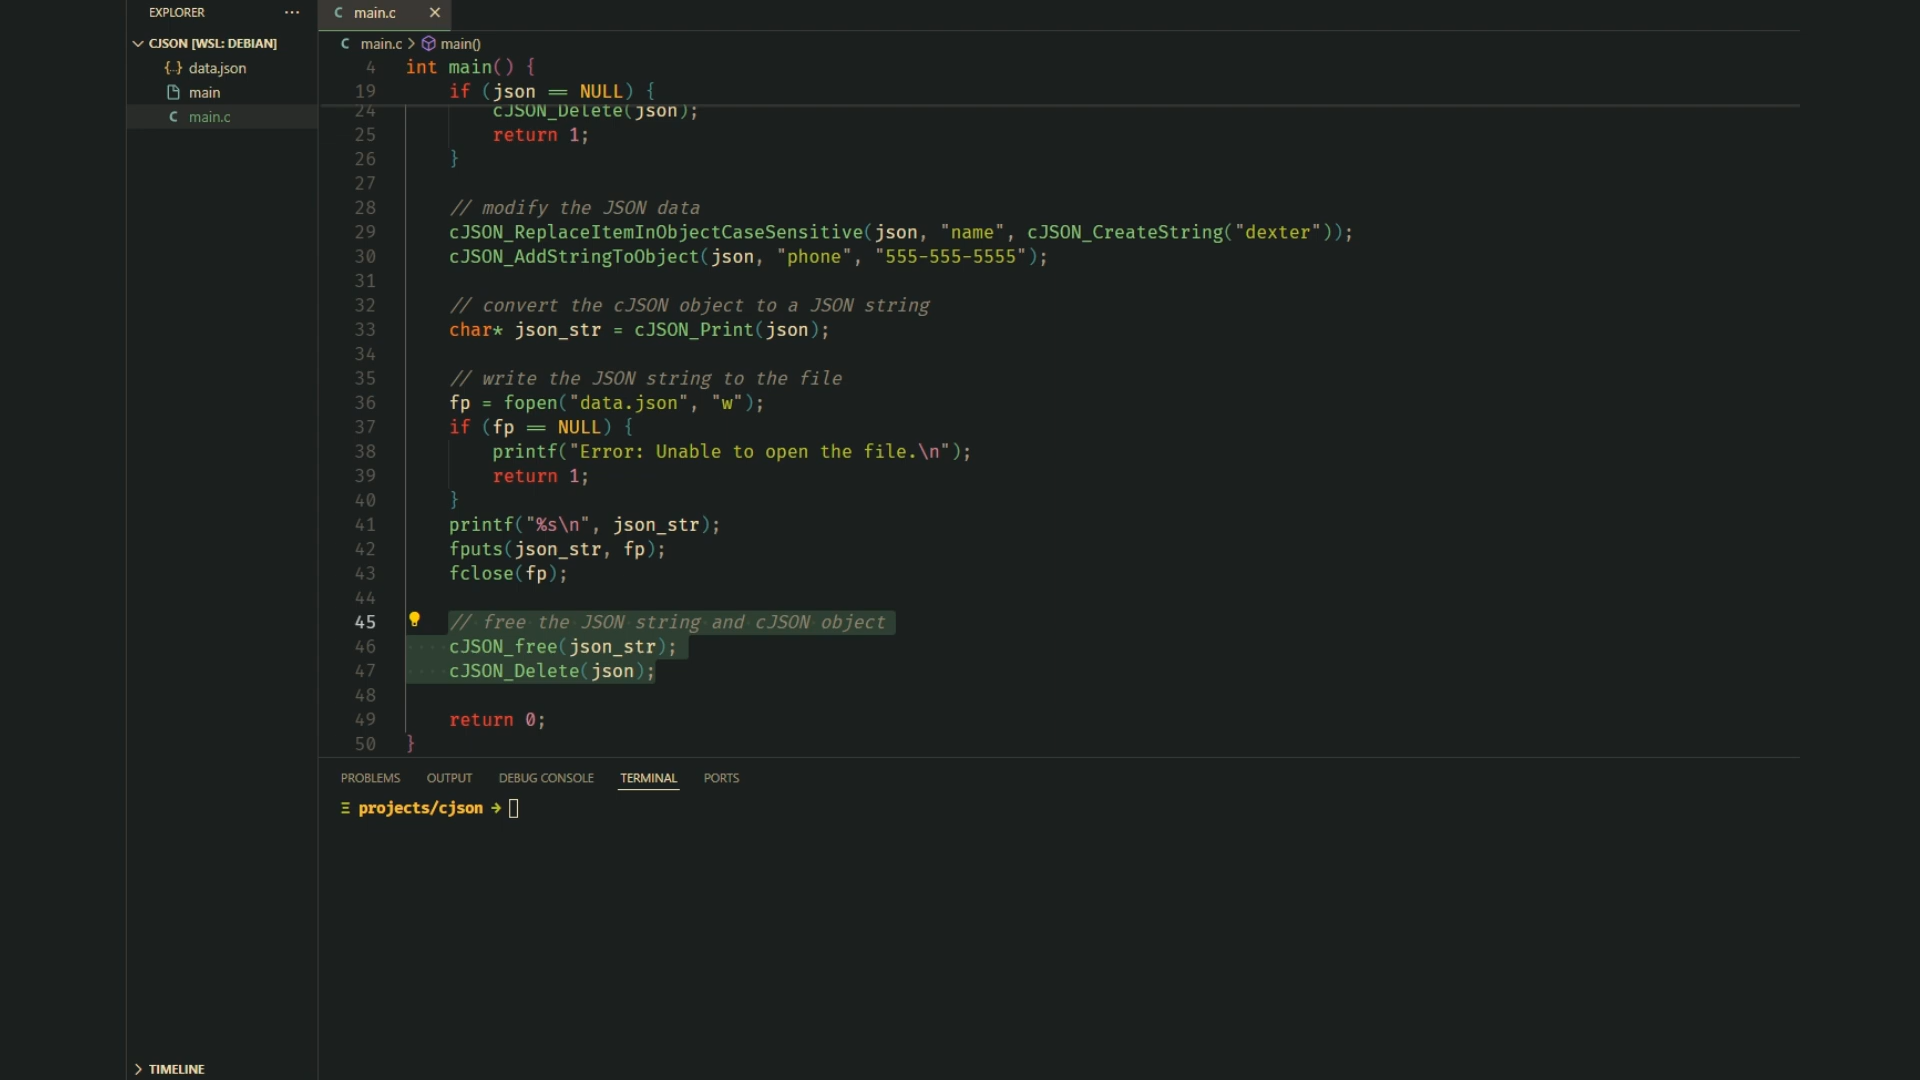 EXPLORER ···
CJSON [WSL: DEBIAN]
{..} data.json
main
C main.c
C main.c ✕
C main.c > main()
4 int main() {
19 if (json == NULL) {
24 cJSON_Delete(json);
25 return 1;
26 }
27
28 // modify the JSON data
29 cJSON_ReplaceItemInObjectCaseSensitive(json, "name", cJSON_CreateString("dexter"));
30 cJSON_AddStringToObject(json, "phone", "555-555-5555");
31
32 // convert the cJSON object to a JSON string
33 char* json_str = cJSON_Print(json);
34
35 // write the JSON string to the file
36 fp = fopen("data.json", "w");
37 if (fp == NULL) {
38 printf("Error: Unable to open the file.\n");
39 return 1;
40 }
41 printf("%s\n", json_str);
42 fputs(json_str, fp);
43 fclose(fp);
44
45 // free the JSON string and cJSON object
46 cJSON_free(json_str);
47 cJSON_Delete(json);
48
49 return 0;
50 }
PROBLEMS OUTPUT DEBUG CONSOLE TERMINAL PORTS
Ξ projects/cjson →
TIMELINE